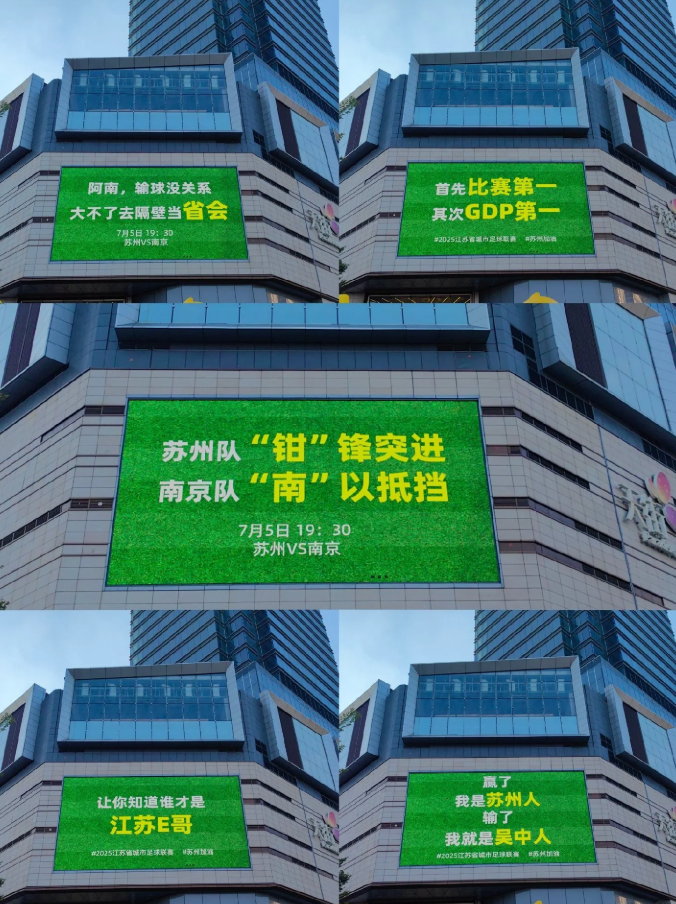 阿南，输球没关系
大不了去隔壁当省会
7月5日 19：30
苏州VS南京
首先比赛第一
其次GDP第一
#2025江苏省城市足球联赛 #苏州加油
苏州队“钳”锋突进
南京队“南”以抵挡
7月5日 19：30
苏州VS南京
让你知道谁才是
江苏E哥
#2025江苏省城市足球联赛 #苏州加油
赢了
我是苏州人
输了
我就是吴中人
#2025江苏省城市足球联赛 #苏州加油